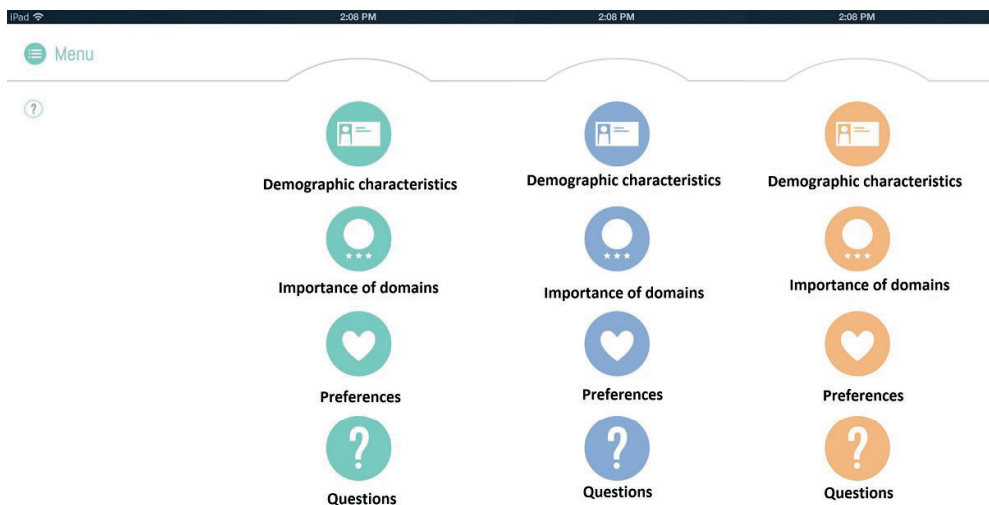 iPad 2:08 PM 2:08 PM 2:08 PM
Menu
?
Demographic characteristics Demographic characteristics Demographic characteristics
Importance of domains Importance of domains Importance of domains
Preferences Preferences Preferences
? ? ?
Questions Questions Questions